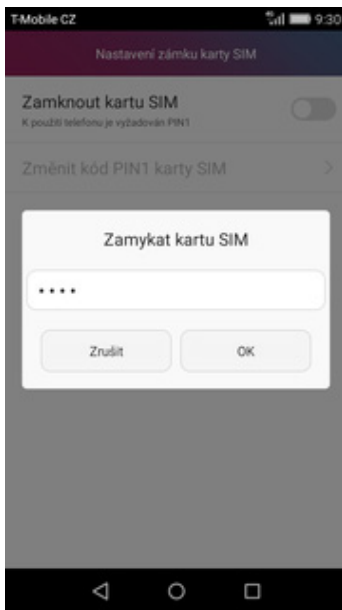 T-Mobile CZ 9:30
Nastavení zámku karty SIM
Zamknout kartu SIM
K použití telefonu je vyžadován PIN1
Změnit kód PIN1 karty SIM
Zamykat kartu SIM
••••
Zrušit OK